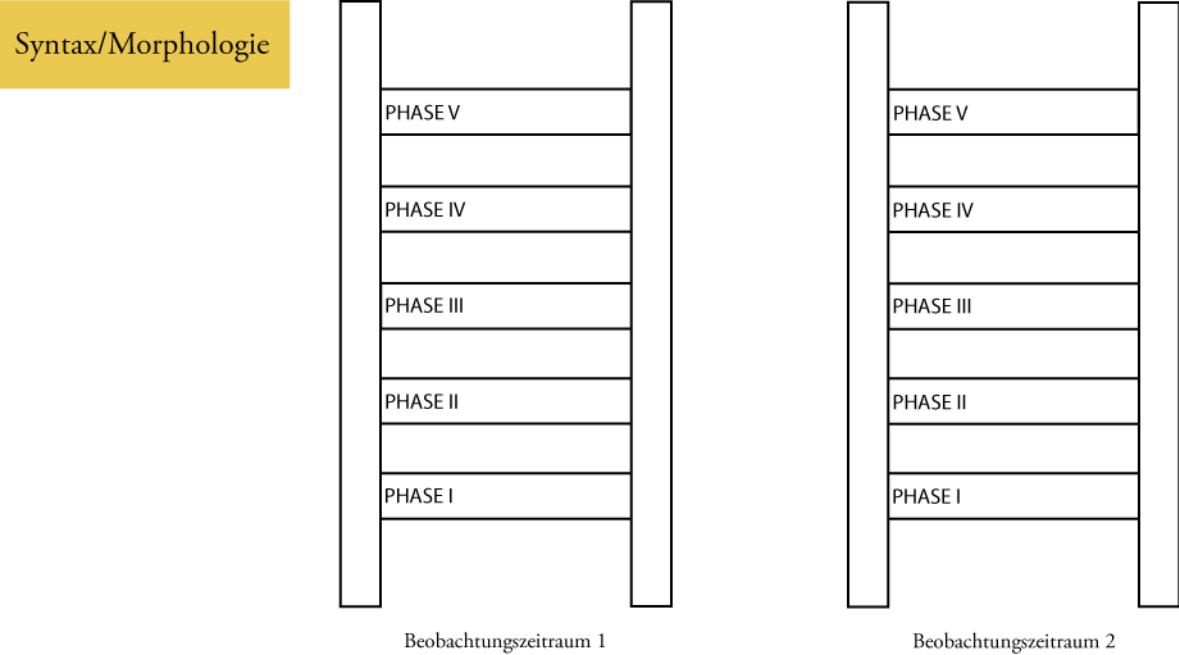 Syntax/Morphologie
PHASE V
PHASE IV
PHASE III
PHASE II
PHASE I
Beobachtungszeitraum 1
PHASE V
PHASE IV
PHASE III
PHASE II
PHASE I
Beobachtungszeitraum 2